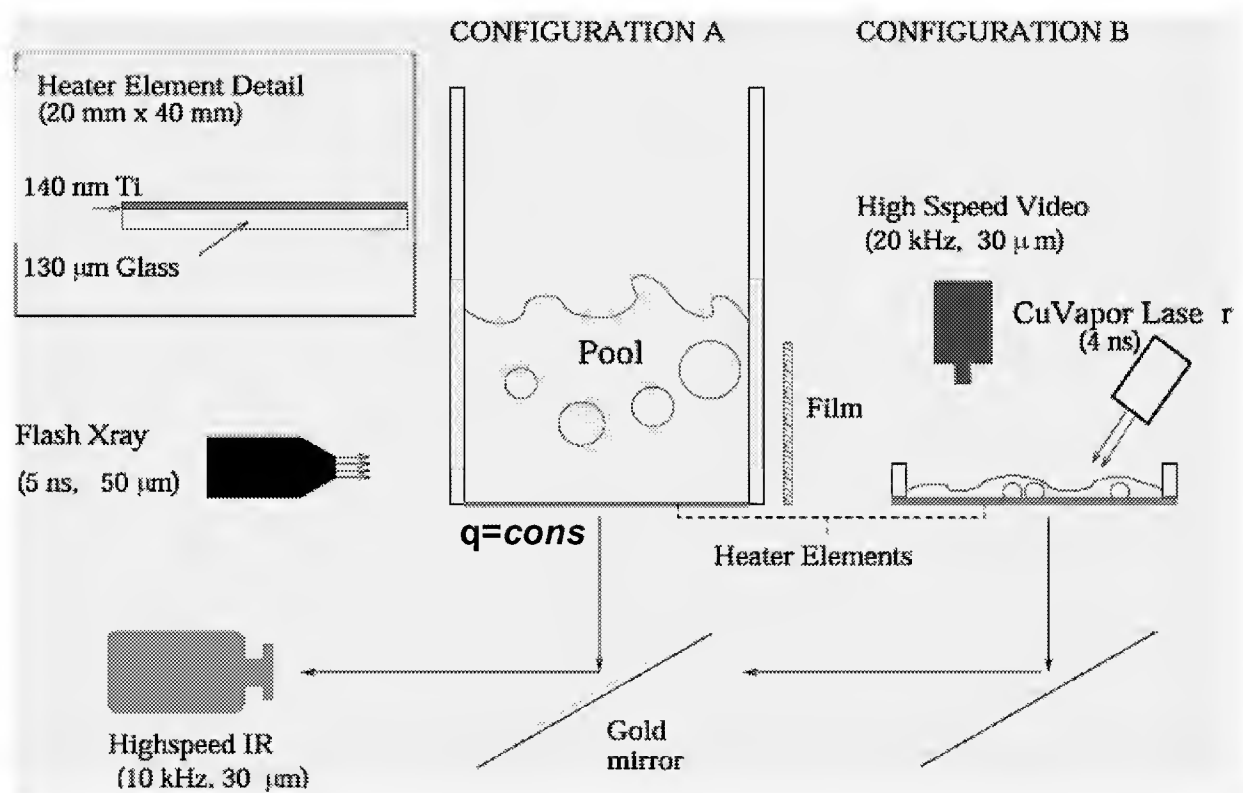 CONFIGURATION A
CONFIGURATION B
Heater Element Detail
(20 mm x 40 mm)
140 nm Ti
130 μm Glass
High Sspeed Video
(20 kHz, 30 μm)
CuVapor Lase r
(4 ns)
Pool
Film
Flash Xray
(5 ns, 50 μm)
q=cons
Heater Elements
Gold
mirror
Highspeed IR
(10 kHz, 30 μm)